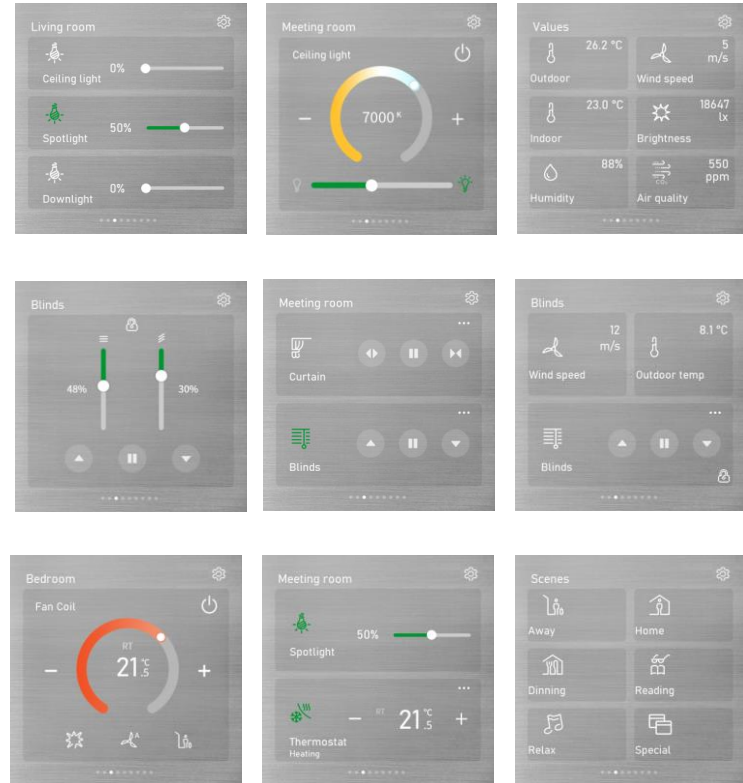 Living room
Ceiling light
0%
Spotlight
50%
Downlight
0%
Meeting room
Ceiling light
7000 K
Values
26.2 °C
Outdoor
5
m/s
Wind speed
23.0 °C
Indoor
18647
lx
Brightness
88%
Humidity
CO₂
550
ppm
Air quality
Blinds
48%
30%
Meeting room
Curtain
Blinds
Blinds
12
m/s
Wind speed
8.1 °C
Outdoor temp
Blinds
Bedroom
Fan Coil
RT
21.5 °C
A
Meeting room
Spotlight
50%
Thermostat
Heating
RT
21.5 °C
Scenes
Away
Home
Dinning
Reading
Relax
Special